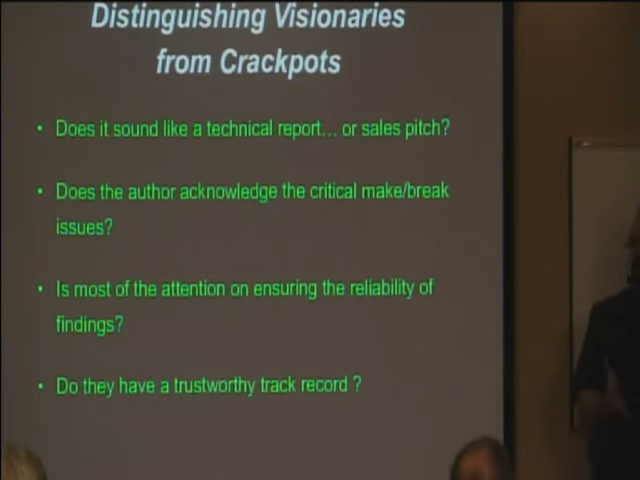 Distinguishing Visionaries
from Crackpots
• Does it sound like a technical report... or sales pitch?
• Does the author acknowledge the critical make/break
issues?
• Is most of the attention on ensuring the reliability of
findings?
• Do they have a trustworthy track record ?